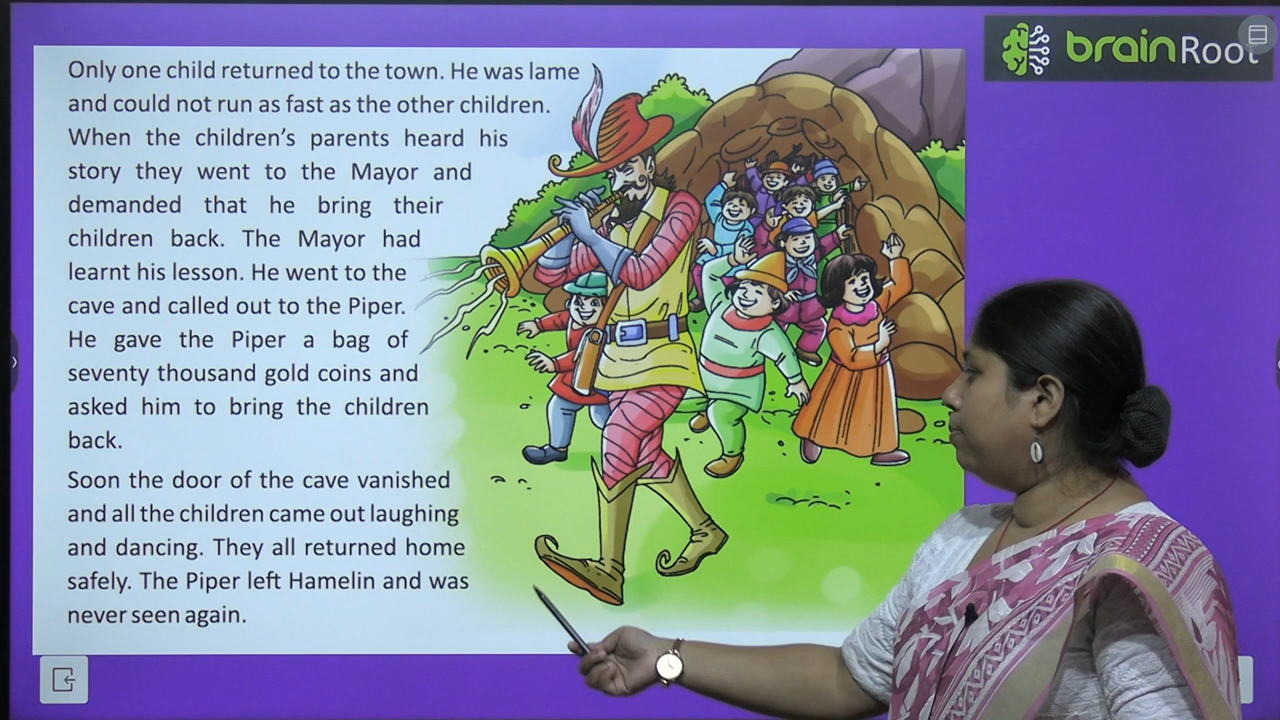 Only one child returned to the town. He was lame
and could not run as fast as the other children.
When the children's parents heard his
story they went to the Mayor and
demanded that he bring their
children back. The Mayor had
learnt his lesson. He went to the
cave and called out to the Piper.
He gave the Piper a bag of
seventy thousand gold coins and
asked him to bring the children
back.
Soon the door of the cave vanished
and all the children came out laughing
and dancing. They all returned home
safely. The Piper left Hamelin and was
never seen again.
brainRoot